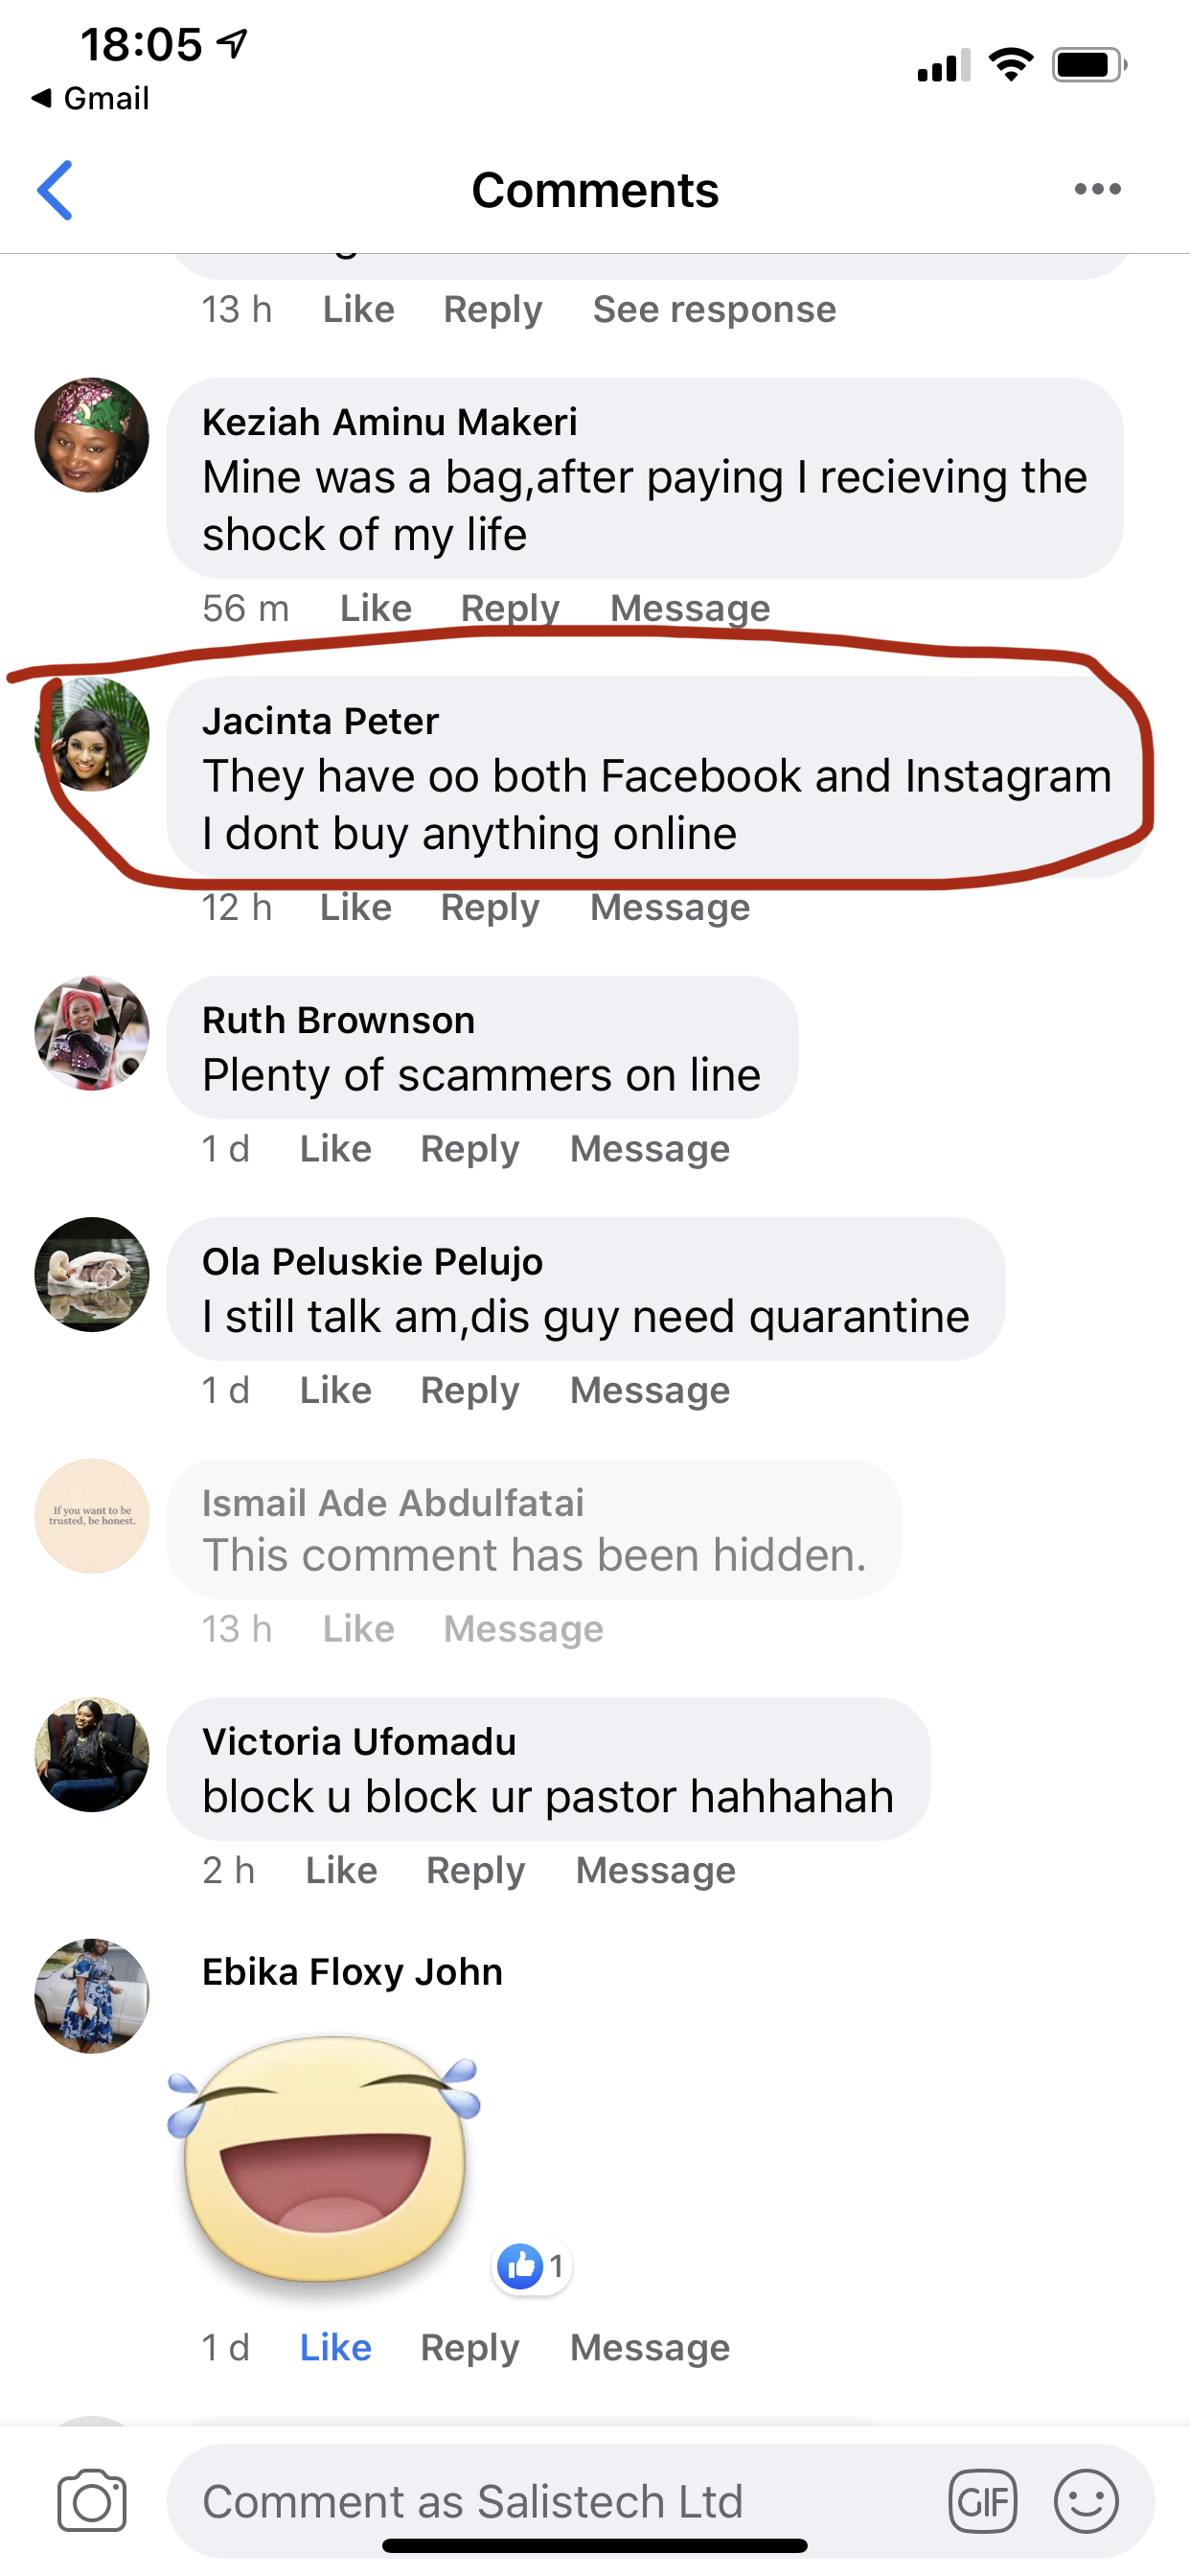 18:05
Gmail
Comments
13 h Like Reply See response
Keziah Aminu Makeri
Mine was a bag,after paying I recieving the
shock of my life
56 m Like Reply Message
Jacinta Peter
They have oo both Facebook and Instagram
I dont buy anything online
12 h Like Reply Message
Ruth Brownson
Plenty of scammers on line
1 d Like Reply Message
Ola Peluskie Pelujo
I still talk am,dis guy need quarantine
1 d Like Reply Message
If you want to be
trusted, be honest.
Ismail Ade Abdulfatai
This comment has been hidden.
13 h Like Message
Victoria Ufomadu
block u block ur pastor hahhahah
2 h Like Reply Message
Ebika Floxy John
1
1 d Like Reply Message
Comment as Salistech Ltd
GIF